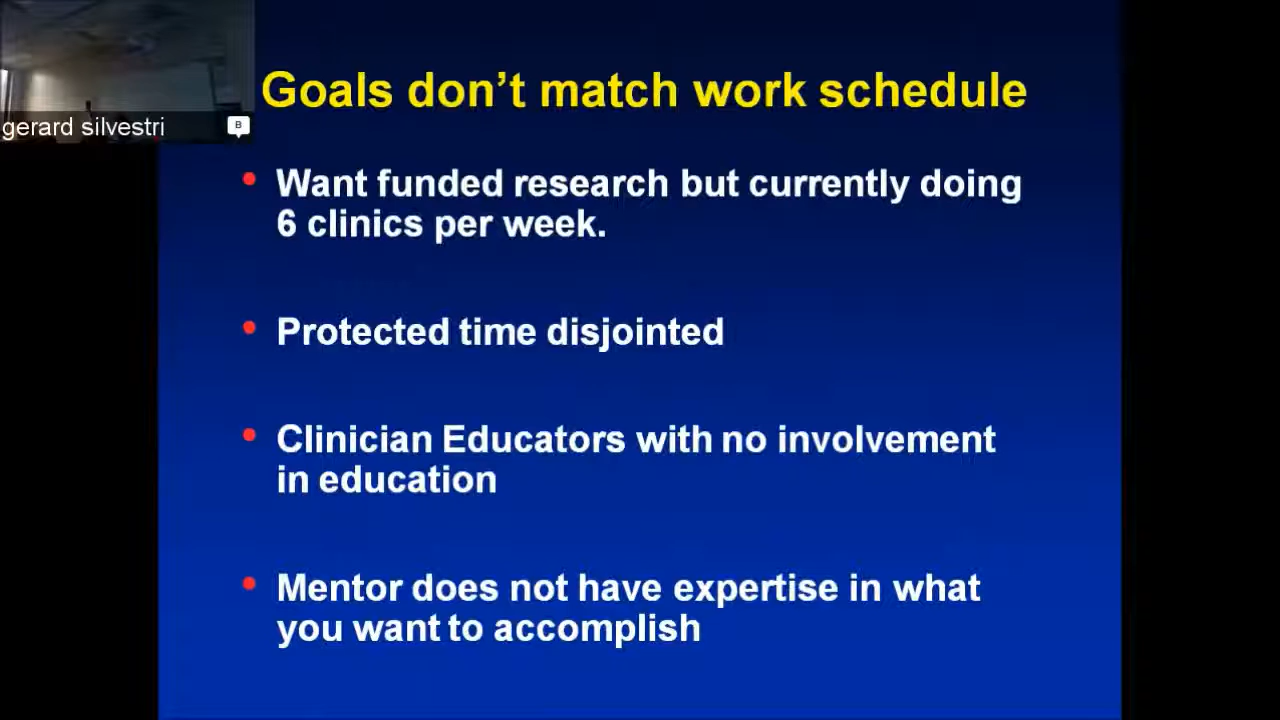 Goals don’t match work schedule
gerard silvestri
B
• Want funded research but currently doing
6 clinics per week.
• Protected time disjointed
• Clinician Educators with no involvement
in education
• Mentor does not have expertise in what
you want to accomplish